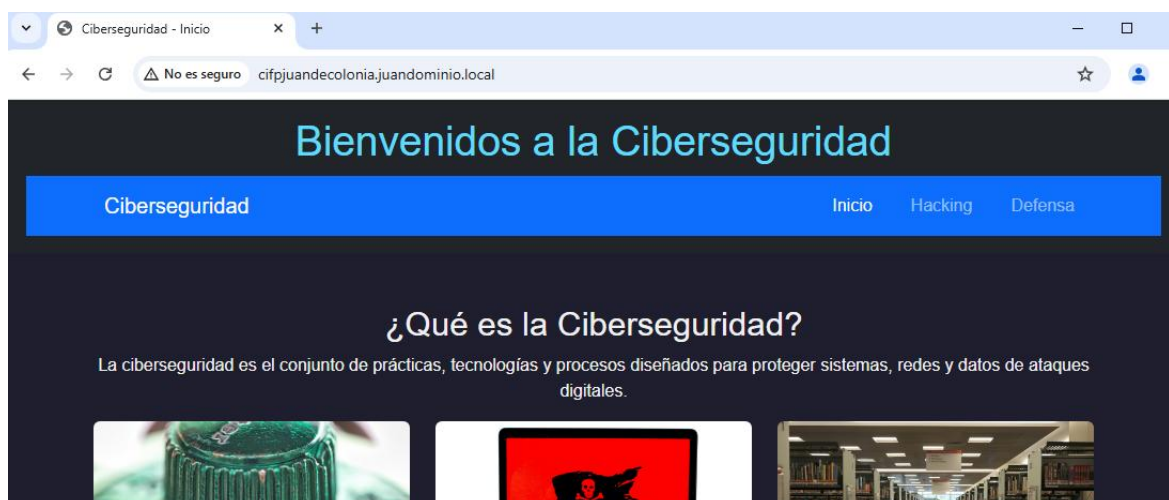 Ciberseguridad - Inicio
No es seguro cifpjuandecolonia.juandominio.local
Bienvenidos a la Ciberseguridad
Ciberseguridad Inicio Hacking Defensa
¿Qué es la Ciberseguridad?
La ciberseguridad es el conjunto de prácticas, tecnologías y procesos diseñados para proteger sistemas, redes y datos de ataques
digitales.